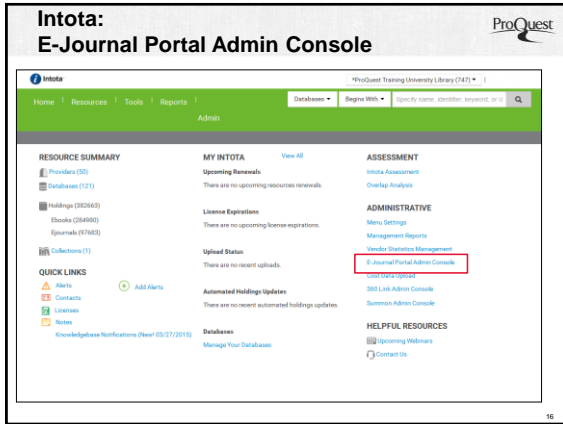 Intota:
E-Journal Portal Admin Console
ProQuest
Intota
*ProQuest Training University Library (747)
Home Resources Tools Reports
Admin
Databases Begins With Specify name, identifier, keyword, or U
RESOURCE SUMMARY
Providers (50)
Databases (121)
Holdings (382663)
Ebooks (284980)
Ejournals (97683)
Collections (1)
QUICK LINKS
Alerts
Add Alerts
Contacts
Licenses
Notes
Knowledgebase Notifications (New! 03/27/2015)
MY INTOTA View All
Upcoming Renewals
There are no upcoming resources renewals.
License Expirations
There are no upcoming license expirations.
Upload Status
There are no recent uploads.
Automated Holdings Updates
There are no recent automated holdings updates.
Databases
Manage Your Databases
ASSESSMENT
Intota Assessment
Overlap Analysis
ADMINISTRATIVE
Menu Settings
Management Reports
Vendor Statistics Management
E-Journal Portal Admin Console
Cost Data Upload
360 Link Admin Console
Summon Admin Console
HELPFUL RESOURCES
Upcoming Webinars
Contact Us
16